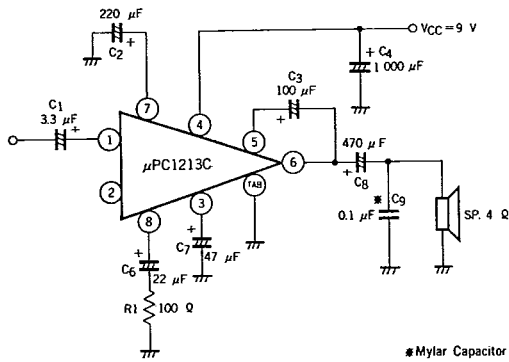 220 μF
C2
VCC=9 V
C4
1 000 μF
C3
100 μF
C1
3.3 μF
7
4
5
1
μPC1213C
6
470 μF
C8
2
TAB
8
3
C9
0.1 μF
SP. 4 Ω
C7
47 μF
C6
22 μF
R1
100 Ω
✱Mylar Capacitor